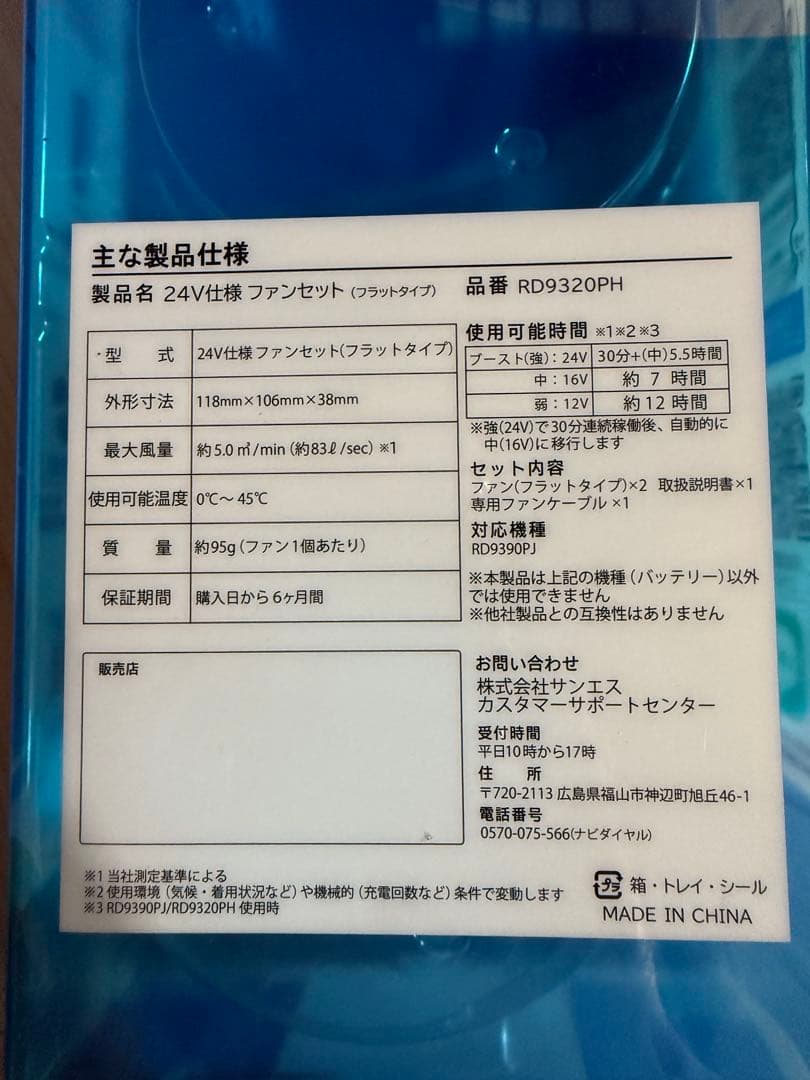 主な製品仕様
製品名 24V仕様 ファンセット (フラットタイプ) 品番 RD9320PH
・型 式 24V仕様 ファンセット(フラットタイプ)
外形寸法 118mm×106mm×38mm
最大風量 約5.0㎥/min (約83ℓ/sec) ※1
使用可能温度 0℃〜45℃
質 量 約95g (ファン1個あたり)
保証期間 購入日から6ヶ月間
使用可能時間 ※1※2※3
ブースト(強):24V 30分+(中)5.5時間
中:16V 約 7 時間
弱:12V 約12時間
※強(24V)で30分連続稼働後、自動的に
中(16V)に移行します
セット内容
ファン(フラットタイプ)×2 取扱説明書×1
専用ファンケーブル ×1
対応機種
RD9390PJ
※本製品は上記の機種(バッテリー)以外
では使用できません
※他社製品との互換性はありません
販売店
お問い合わせ
株式会社サンエス
カスタマーサポートセンター
受付時間
平日10時から17時
住 所
〒720-2113 広島県福山市神辺町旭丘46-1
電話番号
0570-075-566(ナビダイヤル)
※1 当社測定基準による
※2 使用環境(気候・着用状況など)や機械的(充電回数など)条件で変動します
※3 RD9390PJ/RD9320PH 使用時
プラ 箱・トレイ・シール
MADE IN CHINA